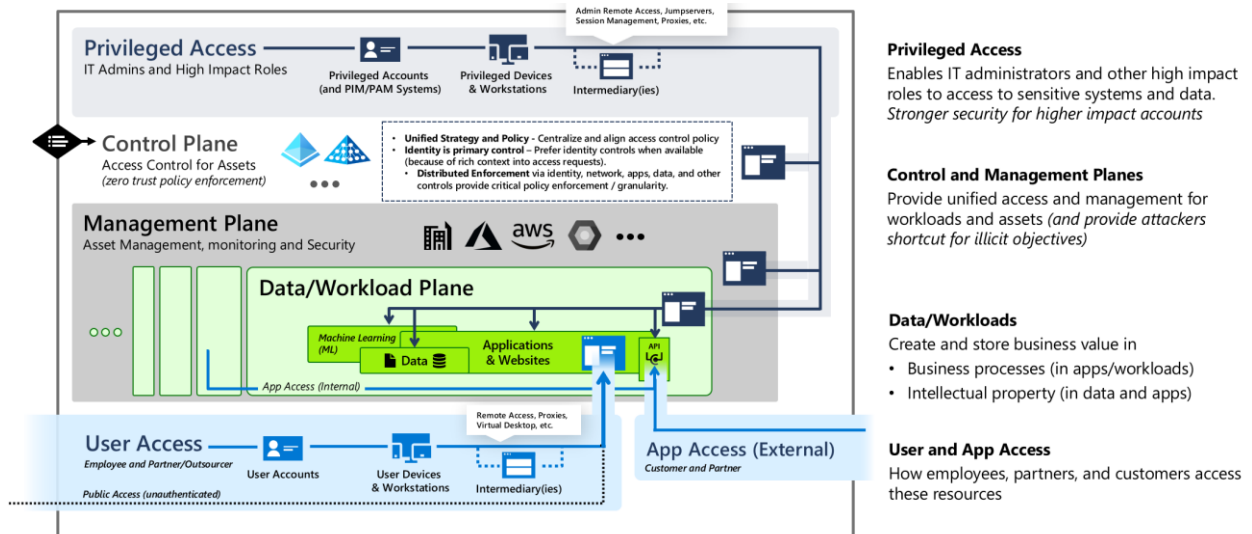 Admin Remote Access, Jumpservers,
Session Management, Proxies, etc.
Privileged Access
IT Admins and High Impact Roles
Privileged Accounts
(and PIM/PAM Systems)
Privileged Devices
& Workstations
Intermediary(ies)
Control Plane
Access Control for Assets
(zero trust policy enforcement)
• Unified Strategy and Policy - Centralize and align access control policy
• Identity is primary control – Prefer identity controls when available
(because of rich context into access requests).
• Distributed Enforcement via identity, network, apps, data, and other
controls provide critical policy enforcement / granularity.
Management Plane
Asset Management, monitoring and Security
aws
Data/Workload Plane
Machine Learning
(ML)
Data
Applications
& Websites
API
App Access (Internal)
Remote Access, Proxies,
Virtual Desktop, etc.
User Access
Employee and Partner/Outsourcer
User Accounts
User Devices
& Workstations
Intermediary(ies)
Public Access (unauthenticated)
App Access (External)
Customer and Partner
Privileged Access
Enables IT administrators and other high impact
roles to access to sensitive systems and data.
Stronger security for higher impact accounts
Control and Management Planes
Provide unified access and management for
workloads and assets (and provide attackers
shortcut for illicit objectives)
Data/Workloads
Create and store business value in
• Business processes (in apps/workloads)
• Intellectual property (in data and apps)
User and App Access
How employees, partners, and customers access
these resources